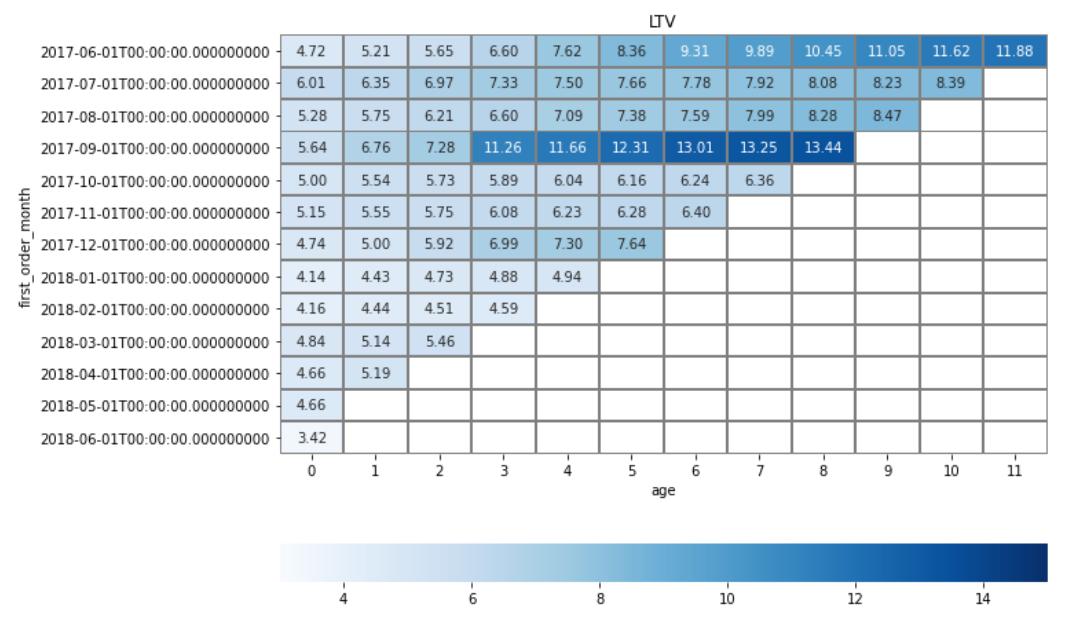 LTV
2017-06-01T00:00:00.000000000 4.72 5.21 5.65 6.60 7.62 8.36 9.31 9.89 10.45 11.05 11.62 11.88
2017-07-01T00:00:00.000000000 6.01 6.35 6.97 7.33 7.50 7.66 7.78 7.92 8.08 8.23 8.39
2017-08-01T00:00:00.000000000 5.28 5.75 6.21 6.60 7.09 7.38 7.59 7.99 8.28 8.47
2017-09-01T00:00:00.000000000 5.64 6.76 7.28 11.26 11.66 12.31 13.01 13.25 13.44
2017-10-01T00:00:00.000000000 5.00 5.54 5.73 5.89 6.04 6.16 6.24 6.36
2017-11-01T00:00:00.000000000 5.15 5.55 5.75 6.08 6.23 6.28 6.40
2017-12-01T00:00:00.000000000 4.74 5.00 5.92 6.99 7.30 7.64
2018-01-01T00:00:00.000000000 4.14 4.43 4.73 4.88 4.94
2018-02-01T00:00:00.000000000 4.16 4.44 4.51 4.59
2018-03-01T00:00:00.000000000 4.84 5.14 5.46
2018-04-01T00:00:00.000000000 4.66 5.19
2018-05-01T00:00:00.000000000 4.66
2018-06-01T00:00:00.000000000 3.42
first_order_month
0 1 2 3 4 5 6 7 8 9 10 11
age
4 6 8 10 12 14